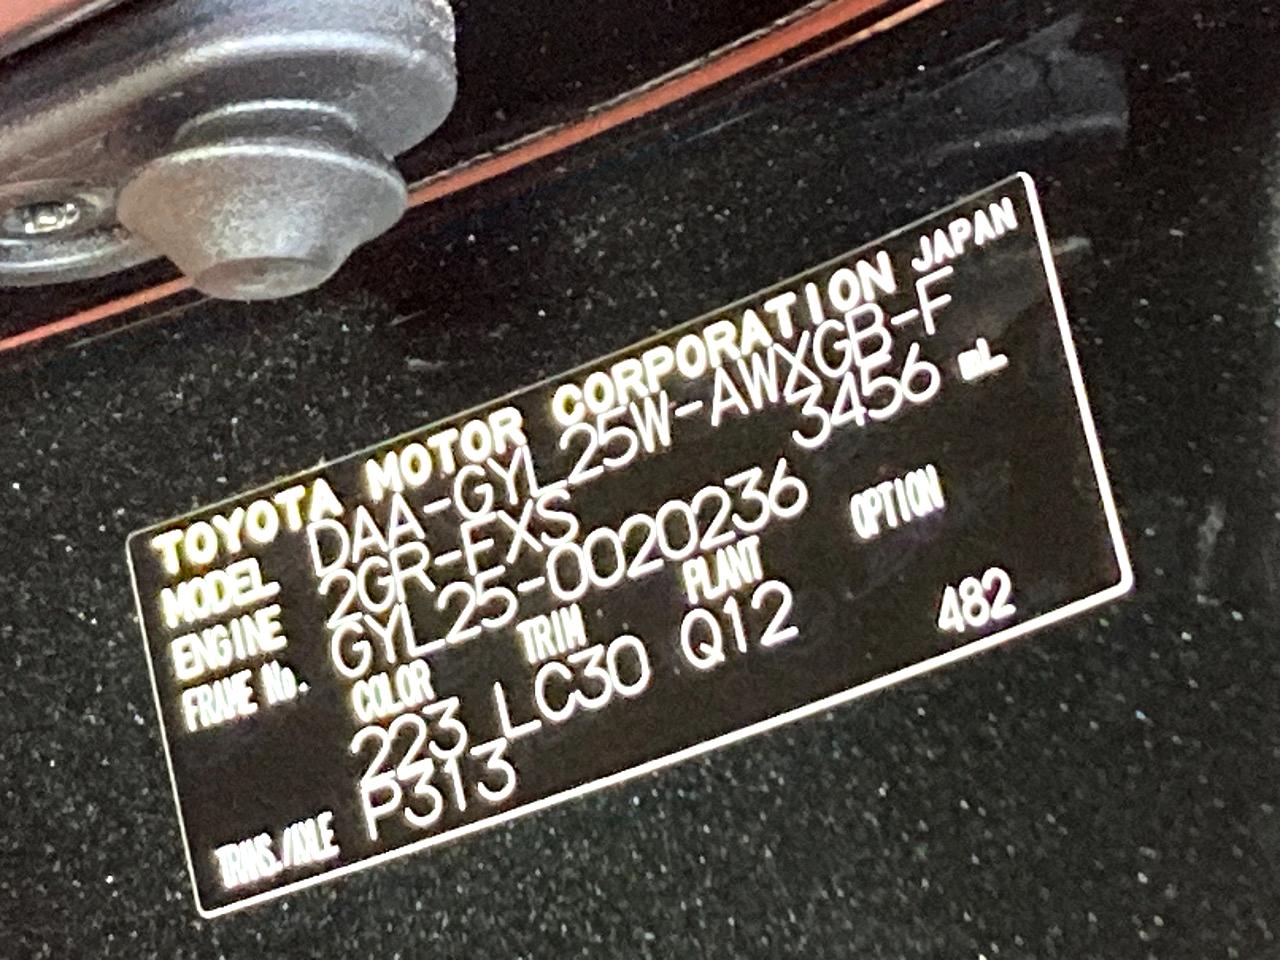 TOYOTA MOTOR CORPORATION JAPAN
MODEL DAA-GYL25W-AWXGB-F
ENGINE 2GR-FXS 3456 mL
FRAME No. GYL25-0020236
COLOR TRIM PLANT OPTION
223 LC30 Q12 482
TRANS./AXLE P313